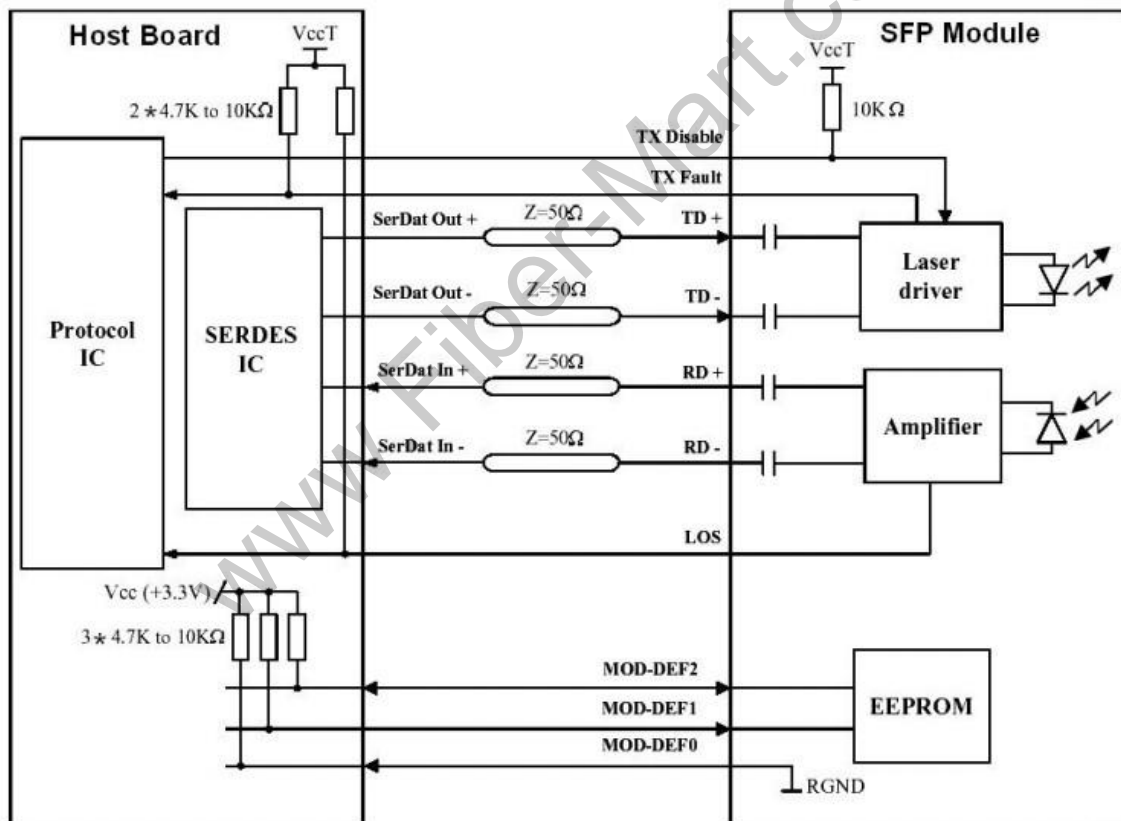 Host Board
SFP Module
VccT
VccT
2*4.7K to 10KΩ
10KΩ
TX Disable
TX Fault
SerDat Out +
Z=50Ω
TD +
SerDat Out -
Z=50Ω
TD -
Laser
driver
Protocol
IC
SERDES
IC
SerDat In +
Z=50Ω
RD +
SerDat In -
Z=50Ω
RD -
Amplifier
LOS
Vcc (+3.3V)
3*4.7K to 10KΩ
MOD-DEF2
MOD-DEF1
MOD-DEF0
EEPROM
RGND
www.Fiber-Mart.co